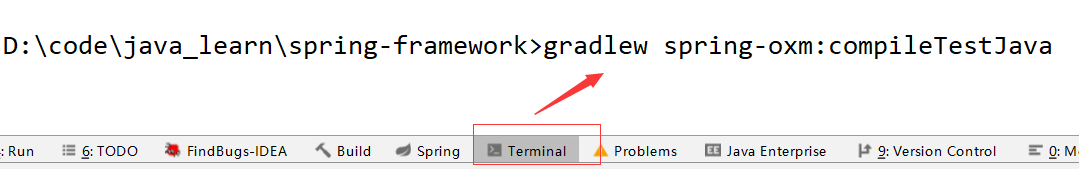 D:\code\java_learn\spring-framework>gradlew spring-oxm:compileTestJava
: Run 6: TODO FindBugs-IDEA Build Spring Terminal Problems EE Java Enterprise 9: Version Control 0: M